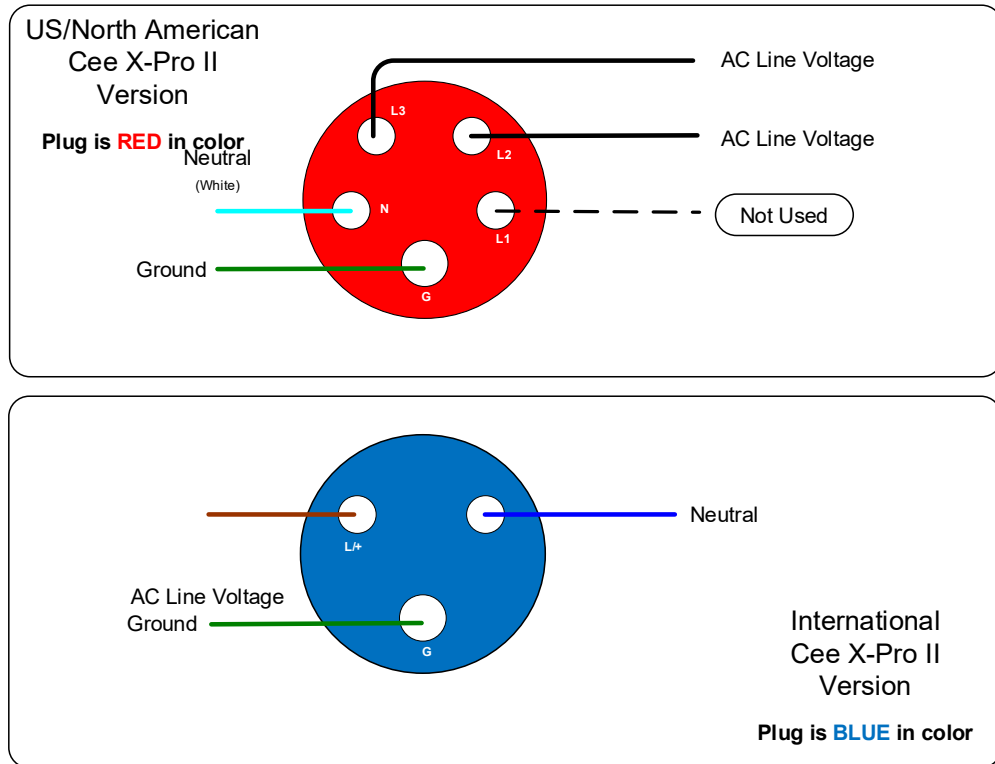 US/North American
Cee X-Pro II
Version
Plug is RED in color
Neutral
(White)
Ground
L3
L2
N
L1
G
AC Line Voltage
AC Line Voltage
Not Used
L/+
Neutral
AC Line Voltage
Ground
G
International
Cee X-Pro II
Version
Plug is BLUE in color